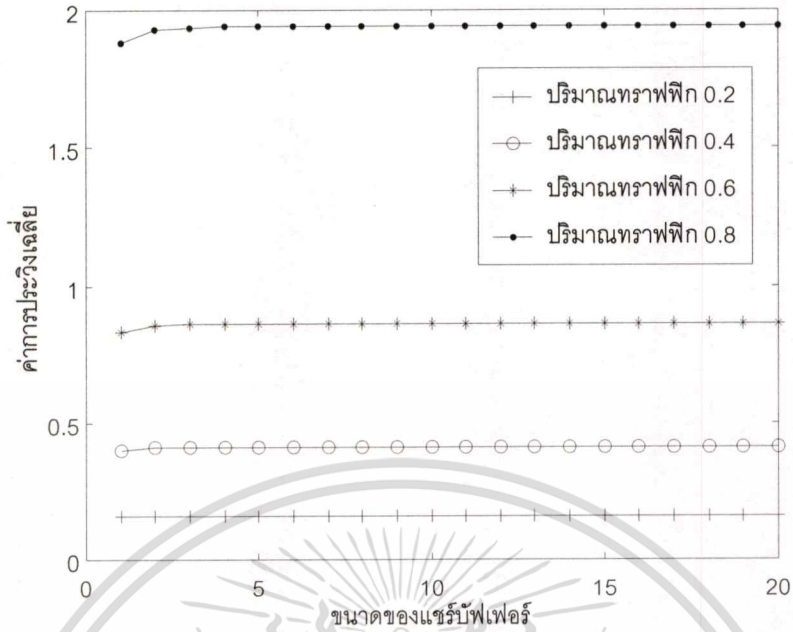 2
1.5
1
0.5
0
ค่าการประวิงเฉลี่ย
ปริมาณทราฟฟิก 0.2
ปริมาณทราฟฟิก 0.4
ปริมาณทราฟฟิก 0.6
ปริมาณทราฟฟิก 0.8
0 5 10 15 20
ขนาดของแชร์บัฟเฟอร์